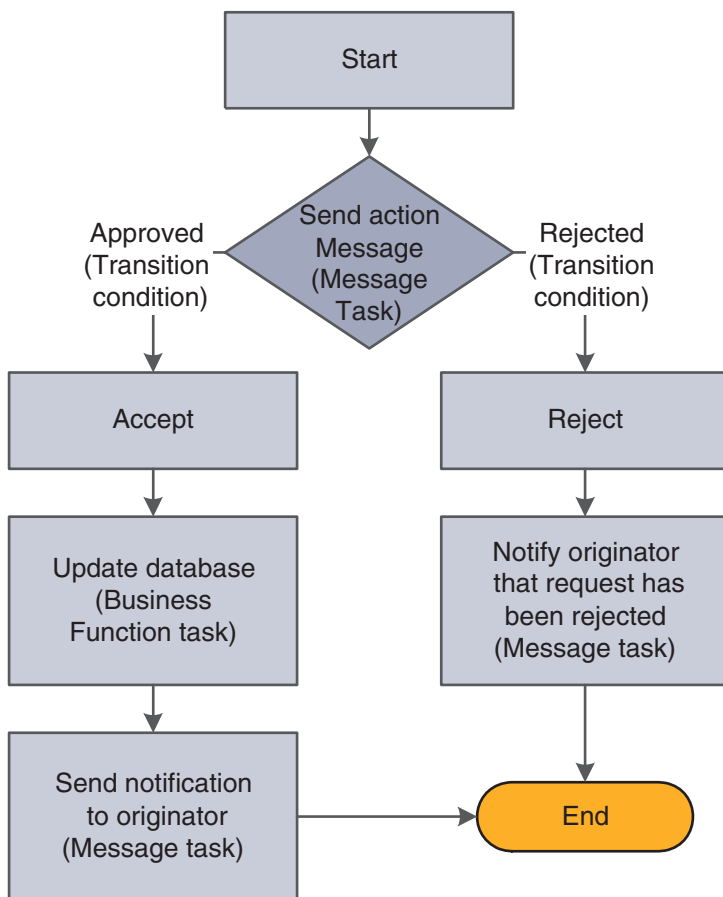 Start
Send action
Message
(Message
Task)
Approved
(Transition
condition)
Rejected
(Transition
condition)
Accept
Reject
Update database
(Business
Function task)
Notify originator
that request has
been rejected
(Message task)
Send notification
to originator
(Message task)
End